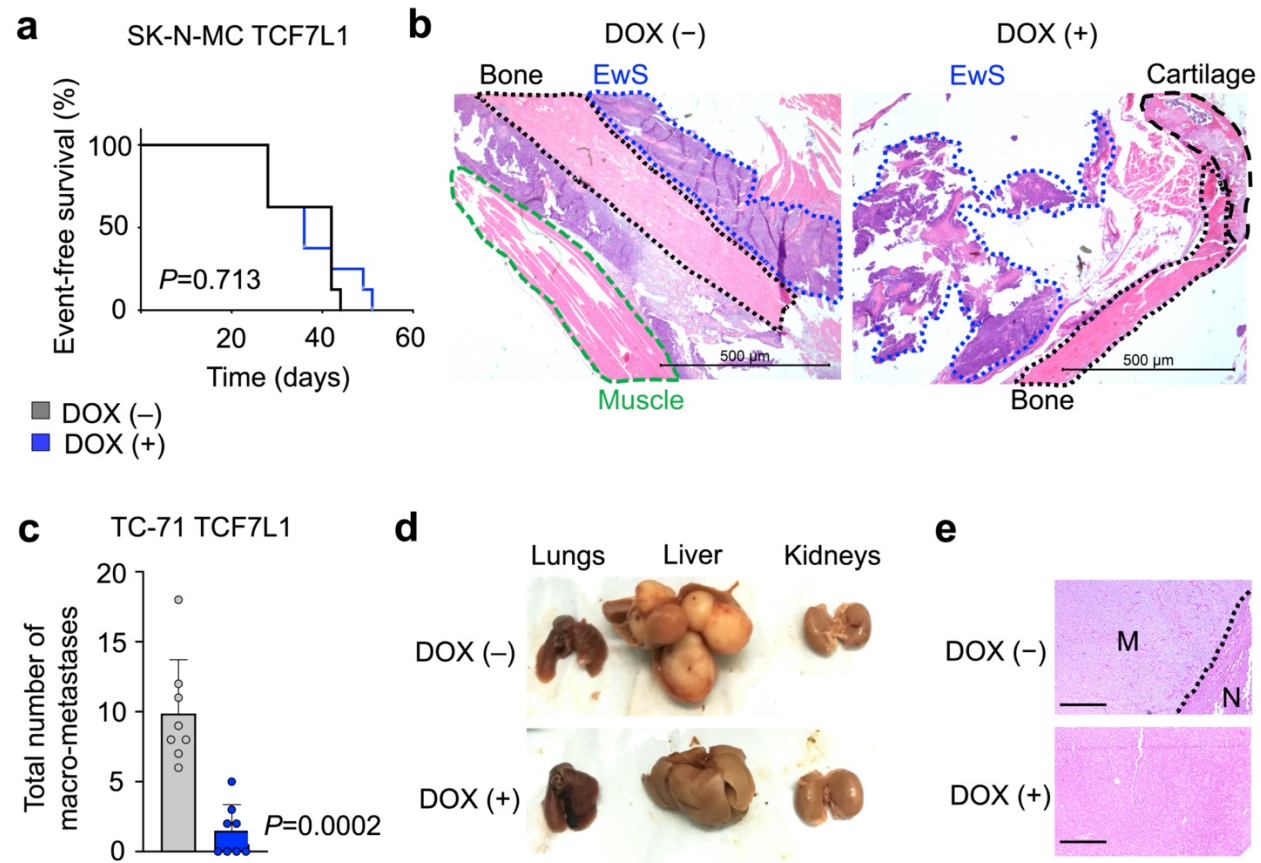 a
SK-N-MC TCF7L1
Event-free survival (%)
100
50
0
P=0.713
20
40
60
Time (days)
DOX (–)
DOX (+)
b
DOX (−)
DOX (+)
Bone
EwS
EwS
Cartilage
500 µm
500 µm
Muscle
Bone
c
TC-71 TCF7L1
Total number of
macro-metastases
20
15
10
5
0
P=0.0002
d
Lungs
Liver
Kidneys
DOX (–)
DOX (+)
e
DOX (−)
M
N
DOX (+)